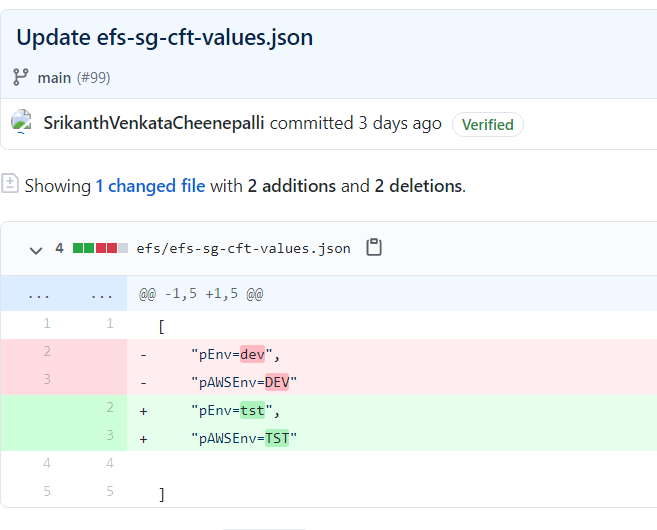 Update efs-sg-cft-values.json
main (#99)
SrikanthVenkataCheenepalli committed 3 days ago Verified
Showing 1 changed file with 2 additions and 2 deletions.
4 efs/efs-sg-cft-values.json
... ... @@ -1,5 +1,5 @@
1 1 [
2 - "pEnv=dev",
3 - "pAWSEnv=DEV"
2 + "pEnv=tst",
3 + "pAWSEnv=TST"
4 4
5 5 ]